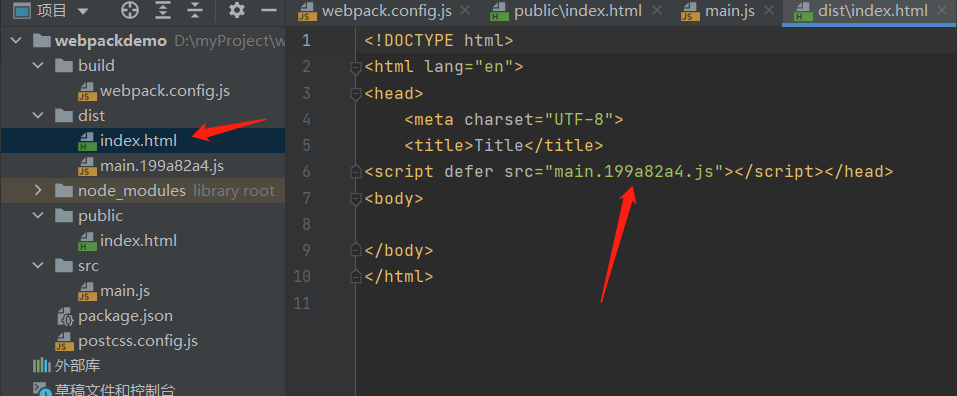 项目
webpack.config.js
public\index.html
main.js
dist\index.html
webpackdemo D:\myProject\w
build
webpack.config.js
dist
index.html
main.199a82a4.js
node_modules library root
public
index.html
src
main.js
package.json
postcss.config.js
外部库
草稿文件和控制台
1 <!DOCTYPE html>
2 <html lang="en">
3 <head>
4 <meta charset="UTF-8">
5 <title>Title</title>
6 <script defer src="main.199a82a4.js"></script></head>
7 <body>
8
9 </body>
10 </html>
11